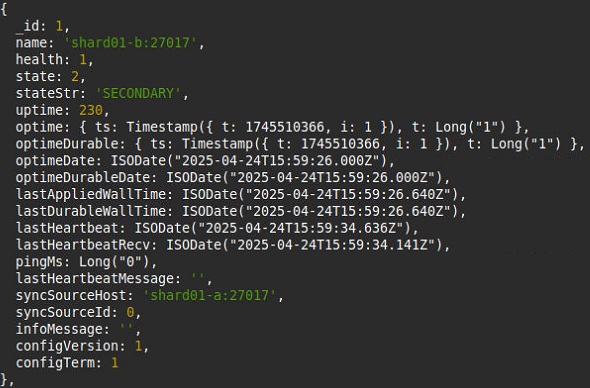 {
_id: 1,
name: 'shard01-b:27017',
health: 1,
state: 2,
stateStr: 'SECONDARY',
uptime: 230,
optime: { ts: Timestamp({ t: 1745510366, i: 1 }), t: Long("1") },
optimeDurable: { ts: Timestamp({ t: 1745510366, i: 1 }), t: Long("1") },
optimeDate: ISODate("2025-04-24T15:59:26.000Z"),
optimeDurableDate: ISODate("2025-04-24T15:59:26.000Z"),
lastAppliedWallTime: ISODate("2025-04-24T15:59:26.640Z"),
lastDurableWallTime: ISODate("2025-04-24T15:59:26.640Z"),
lastHeartbeat: ISODate("2025-04-24T15:59:34.636Z"),
lastHeartbeatRecv: ISODate("2025-04-24T15:59:34.141Z"),
pingMs: Long("0"),
lastHeartbeatMessage: '',
syncSourceHost: 'shard01-a:27017',
syncSourceId: 0,
infoMessage: '',
configVersion: 1,
configTerm: 1
},